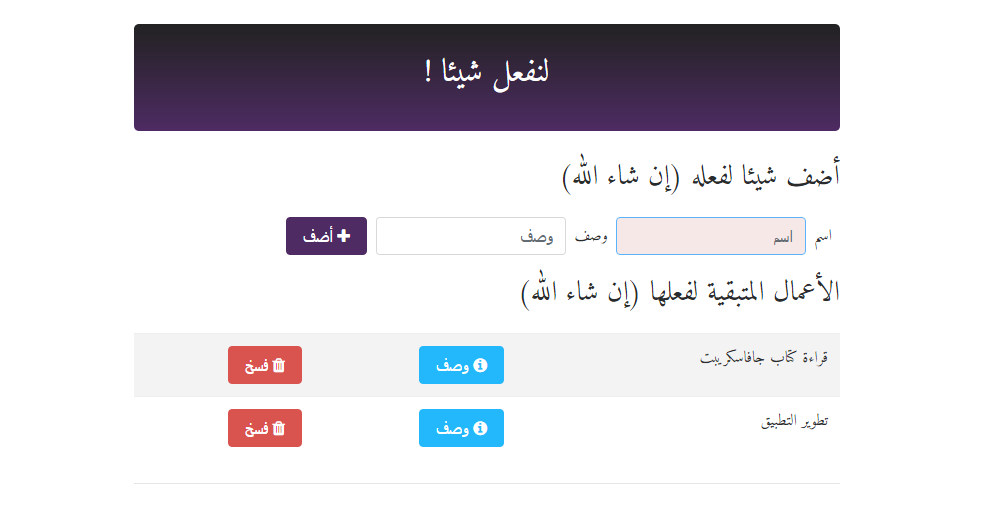 لنفعل شيئا !
أضف شيئا لفعله (إن شاء الله)
اسم اسم وصف وصف أضف
الأعمال المتبقية لفعلها (إن شاء الله)
قراءة كتاب جافاسكريبت وصف فسخ
تطوير التطبيق وصف فسخ